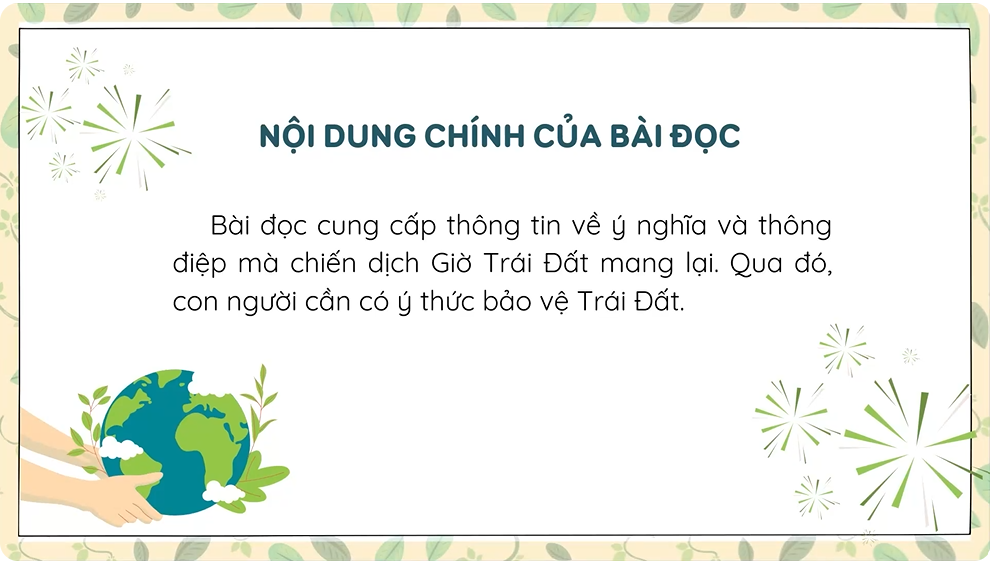 NỘI DUNG CHÍNH CỦA BÀI ĐỌC
Bài đọc cung cấp thông tin về ý nghĩa và thông
điệp mà chiến dịch Giờ Trái Đất mang lại. Qua đó,
con người cần có ý thức bảo vệ Trái Đất.